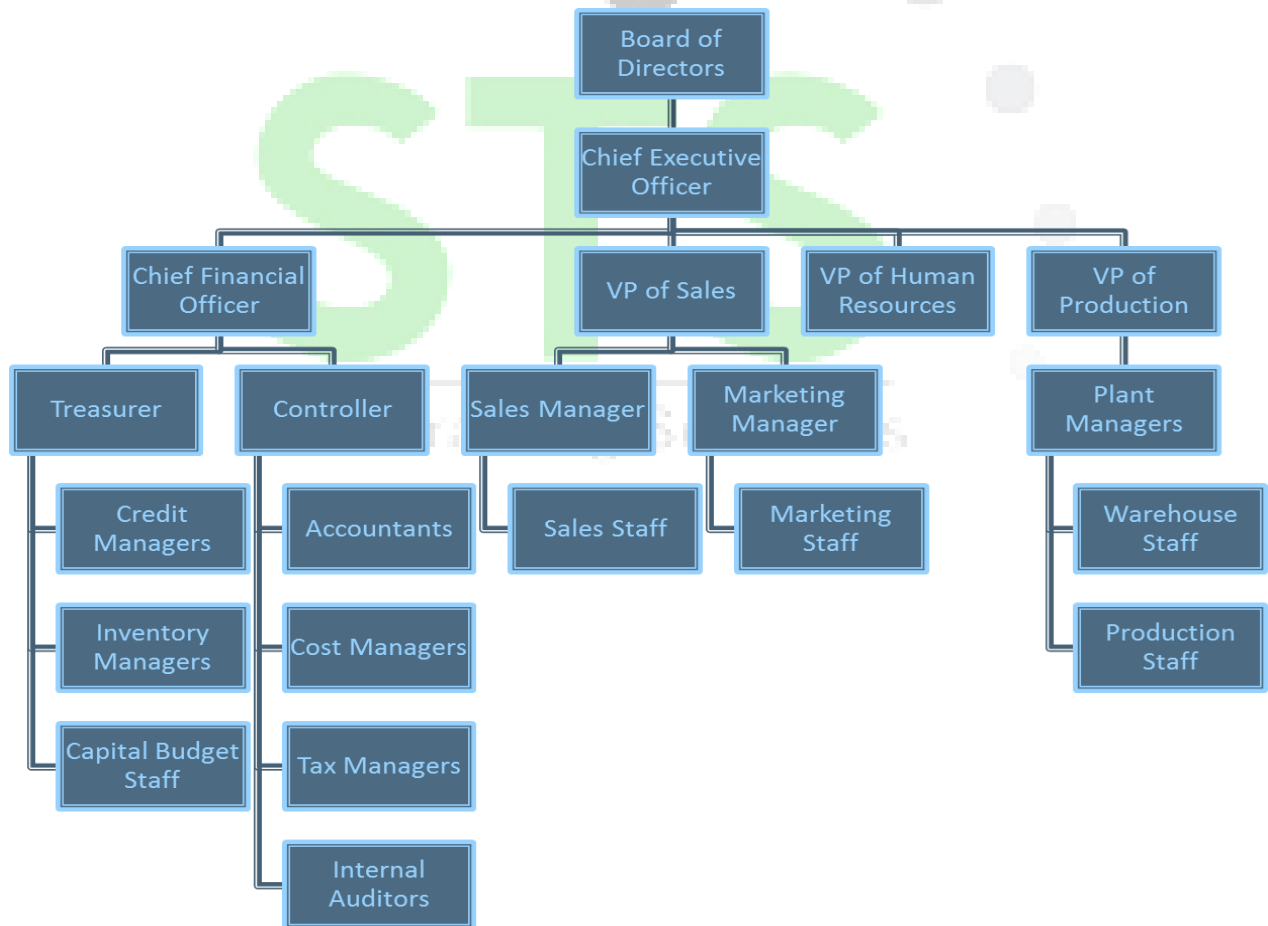 Board of
Directors
Chief Executive
Officer
Chief Financial
Officer
VP of Sales
VP of Human
Resources
VP of
Production
Treasurer
Controller
Sales Manager
Marketing
Manager
Plant
Managers
Credit
Managers
Accountants
Sales Staff
Marketing
Staff
Warehouse
Staff
Inventory
Managers
Cost Managers
Production
Staff
Capital Budget
Staff
Tax Managers
Internal
Auditors
STS